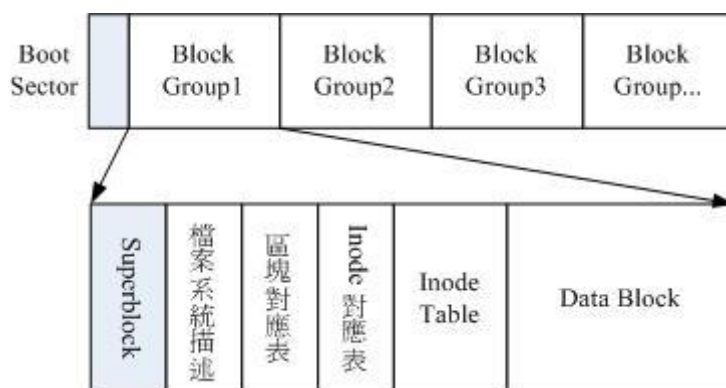 Boot
Sector
Block
Group1
Block
Group2
Block
Group3
Block
Group...
Superblock
檔案系統描述
區塊對應表
Inode 對應表
Inode
Table
Data Block